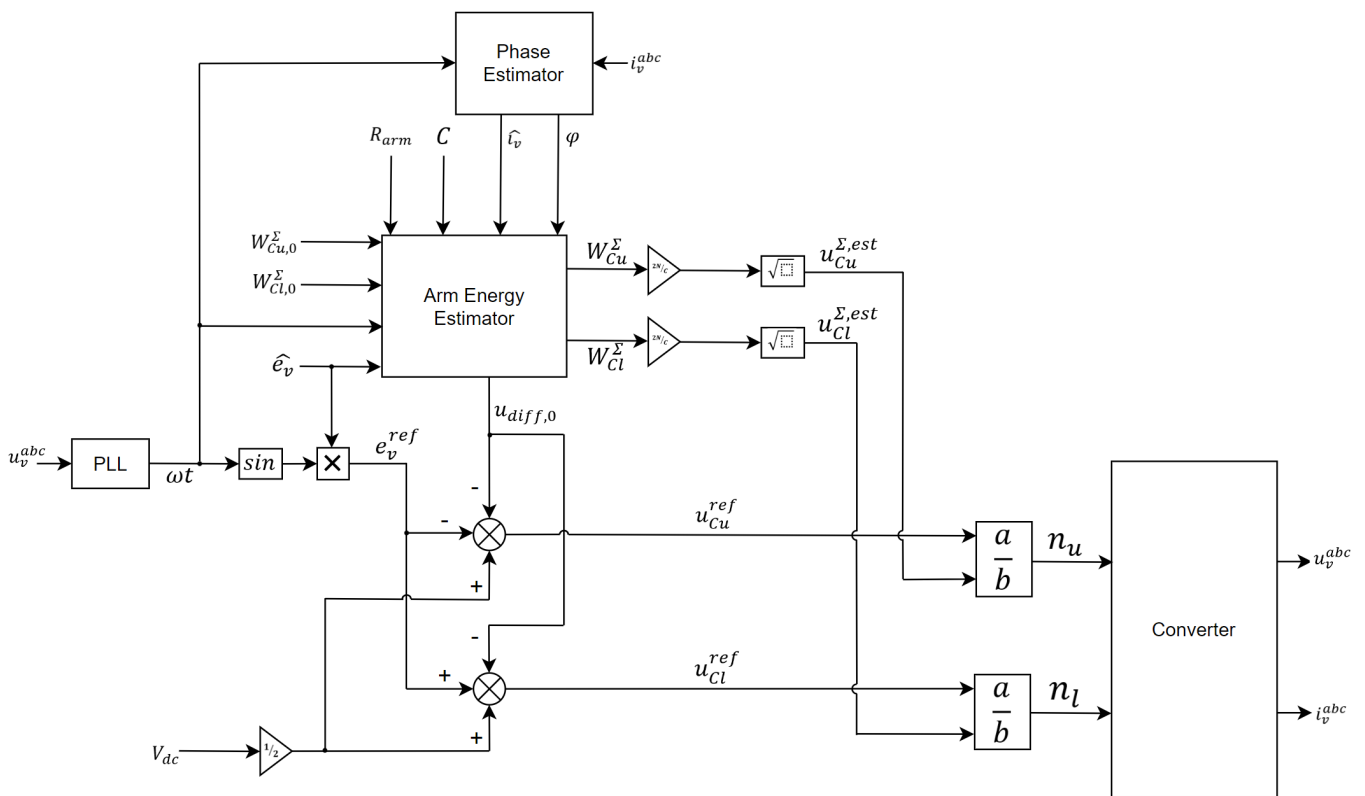 Phase
Estimator
i_v^{abc}
R_{arm}
C
\hat{i_v}
φ
W_{Cu,0}^Σ
W_{Cl,0}^Σ
Arm Energy
Estimator
W_{Cu}^Σ
2N/C
√
u_{Cu}^{Σ,est}
W_{Cl}^Σ
2N/C
√
u_{Cl}^{Σ,est}
\hat{e_v}
u_{diff,0}
u_v^{abc}
PLL
ωt
sin
×
e_v^{ref}
-
-
+
u_{Cu}^{ref}
a
b
n_u
u_v^{abc}
Converter
-
+
+
u_{Cl}^{ref}
a
b
n_l
i_v^{abc}
V_{dc}
1/2